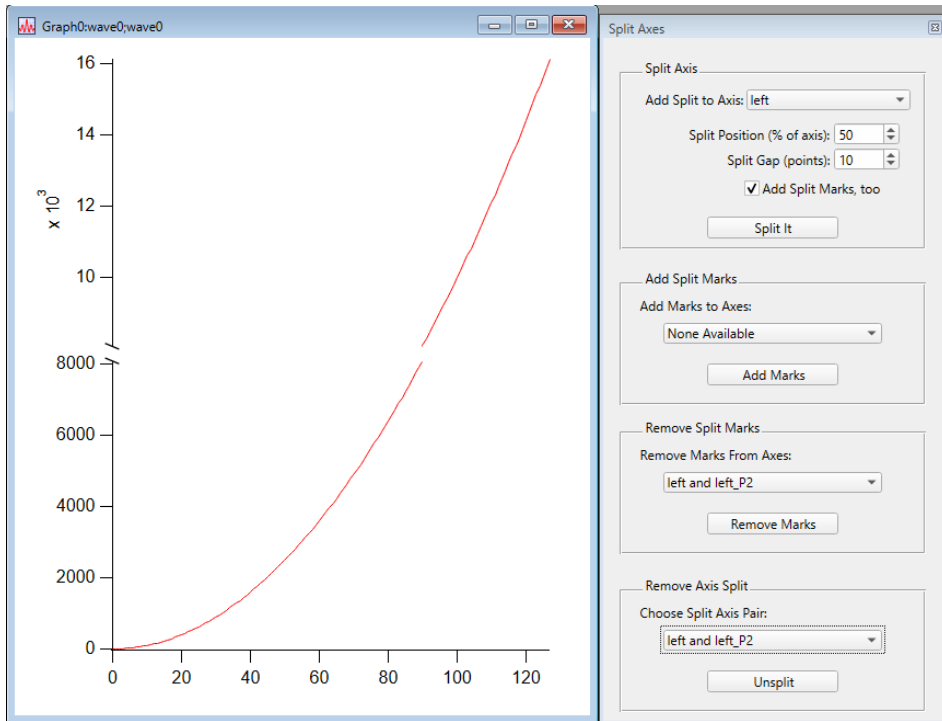 Graph0:wave0;wave0
16
14
12
10
x 10³
8000
6000
4000
2000
0
0 20 40 60 80 100 120
Split Axes
Split Axis
Add Split to Axis: left
Split Position (% of axis): 50
Split Gap (points): 10
Add Split Marks, too
Split It
Add Split Marks
Add Marks to Axes:
None Available
Add Marks
Remove Split Marks
Remove Marks From Axes:
left and left_P2
Remove Marks
Remove Axis Split
Choose Split Axis Pair:
left and left_P2
Unsplit